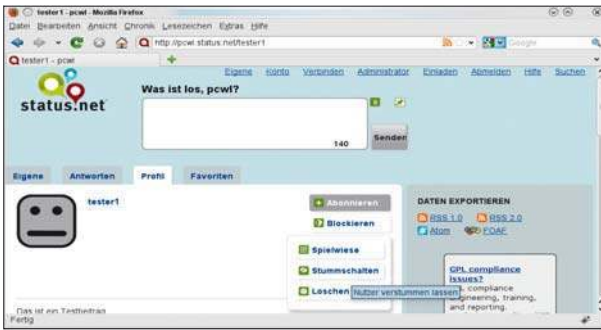 tester1 - pcwl - Mozilla Firefox
Datei Bearbeiten Ansicht Chronik Lesezeichen Extras Hilfe
http://pcwl.status.net/tester1
Google
tester1 - pcwl
Eigene Konto Verbinden Administrator Einladen Abmelden Hilfe Suchen
status.net
Was ist los, pcwl?
140
Senden
Eigene Antworten Profil Favoriten
tester1
Abonnieren
Blockieren
Spielwiese
Stummschalten
Löschen
Nutzer verstummen lassen
DATEN EXPORTIEREN
RSS 1.0 RSS 2.0
Atom FOAF
GPL compliance
issues?
compliance
engineering, training,
and reporting.
Das ist ein Testbeitrag
Fertig